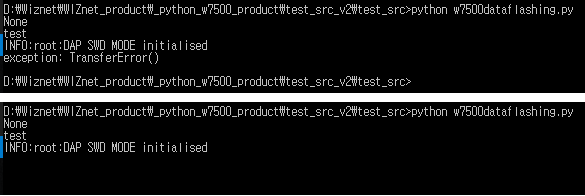 D:₩Wiznet₩WIZnet_product₩_python_w7500_product₩test_src_v2₩test_src>python w7500dataflashing.py
None
test
INFO:root:DAP SWD MODE initialised
exception: TransferError()
D:₩Wiznet₩WIZnet_product₩_python_w7500_product₩test_src_v2₩test_src>
D:₩Wiznet₩WIZnet_product₩_python_w7500_product₩test_src_v2₩test_src>python w7500dataflashing.py
None
test
INFO:root:DAP SWD MODE initialised